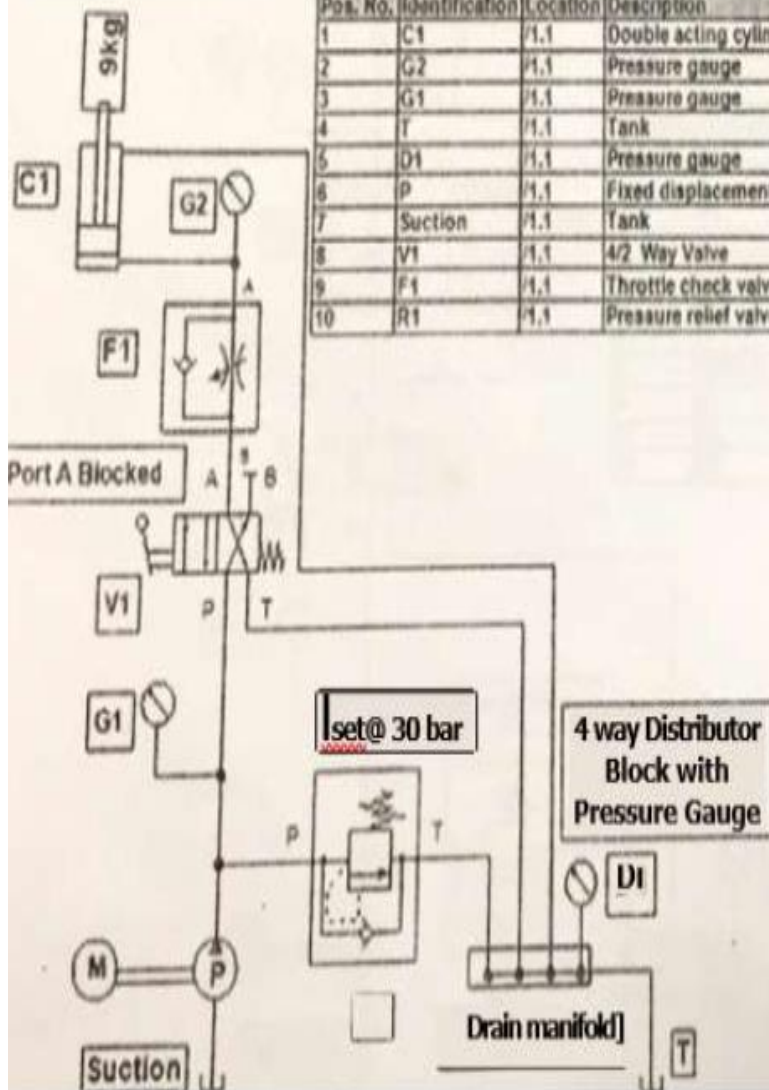 Pos. No. Identification Location Description
1 C1 /1.1 Double acting cylin
2 G2 /1.1 Pressure gauge
3 G1 /1.1 Pressure gauge
4 T /1.1 Tank
5 D1 /1.1 Pressure gauge
6 P /1.1 Fixed displacemen
7 Suction /1.1 Tank
8 V1 /1.1 4/2 Way Valve
9 F1 /1.1 Throttle check valv
10 R1 /1.1 Pressure relief valv
9kg
C1
G2
A
F1
Port A Blocked
A
B
V1
P T
G1
set@ 30 bar
4 way Distributor
Block with
Pressure Gauge
P T
D1
M
P
Drain manifold]
Suction
T